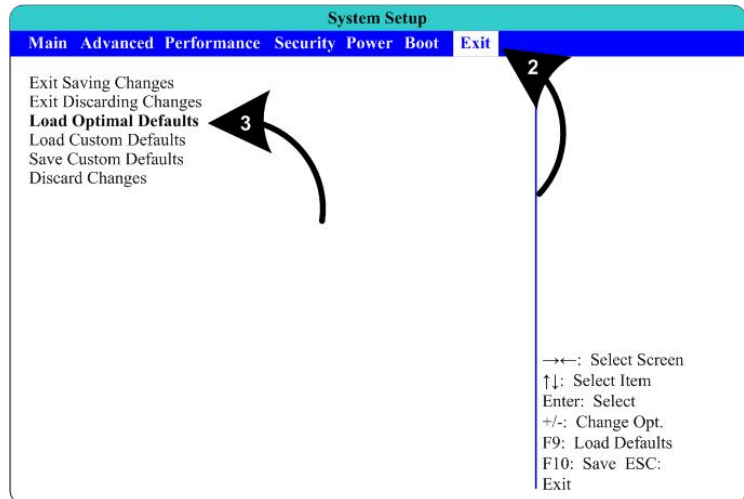 System Setup
Main Advanced Performance Security Power Boot Exit
2
Exit Saving Changes
Exit Discarding Changes
Load Optimal Defaults
3
Load Custom Defaults
Save Custom Defaults
Discard Changes
→←: Select Screen
↑↓: Select Item
Enter: Select
+/-: Change Opt.
F9: Load Defaults
F10: Save ESC:
Exit